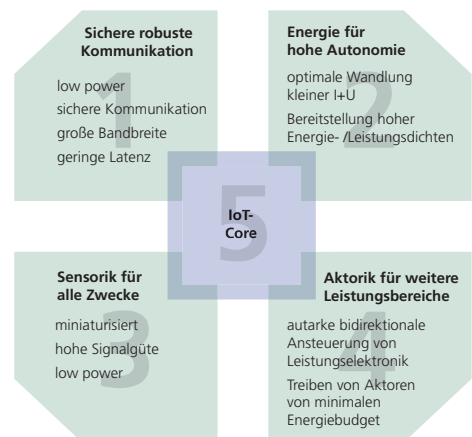 1
Sichere robuste
Kommunikation
low power
sichere Kommunikation
große Bandbreite
geringe Latenz
2
Energie für
hohe Autonomie
optimale Wandlung
kleiner I+U
Bereitstellung hoher
Energie- /Leistungsdichten
5
IoT-
Core
3
Sensorik für
alle Zwecke
miniaturisiert
hohe Signalgüte
low power
4
Aktorik für weitere
Leistungsbereiche
autarke bidirektionale
Ansteuerung von
Leistungselektronik
Treiben von Aktoren
von minimalen
Energiebudget